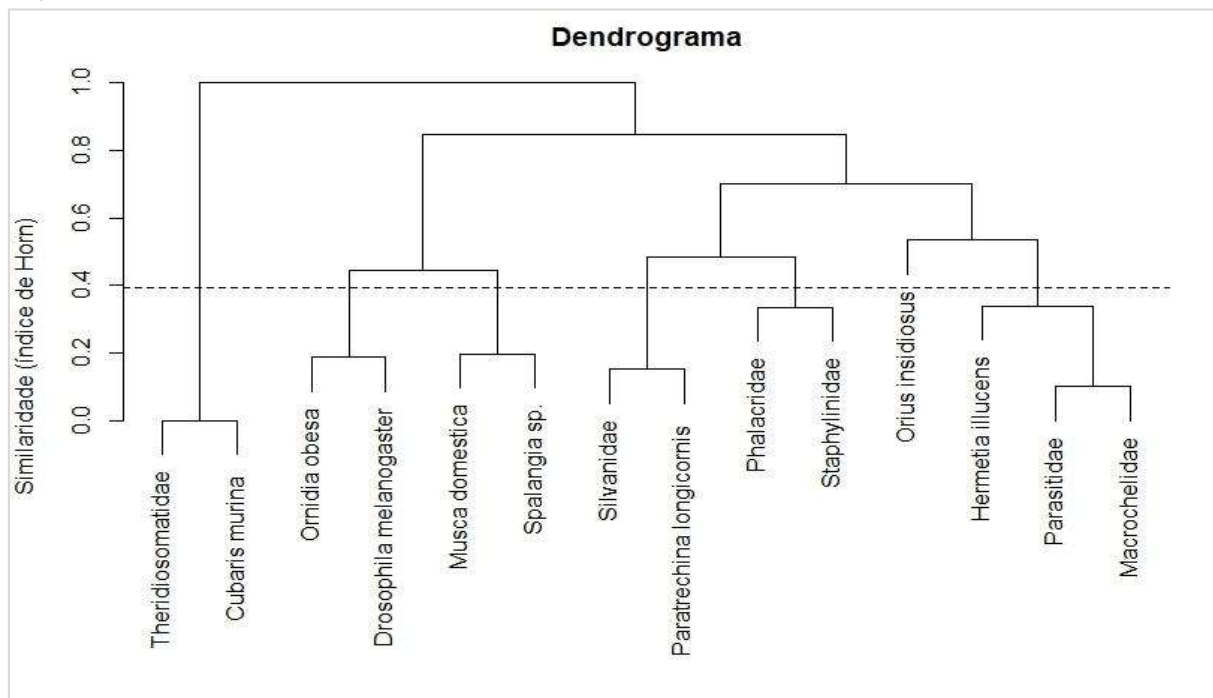 Dendrograma
Similaridade (índice de Horn)
1.0
0.8
0.6
0.4
0.2
0.0
Theridiosomatidae
Cubaris murina
Ornidia obesa
Drosophila melanogaster
Musca domestica
Spalangia sp.
Silvanidae
Paratrechina longicornis
Phalacridae
Staphylinidae
Orius insidiosus
Hermetia illucens
Parasitidae
Macrochelidae